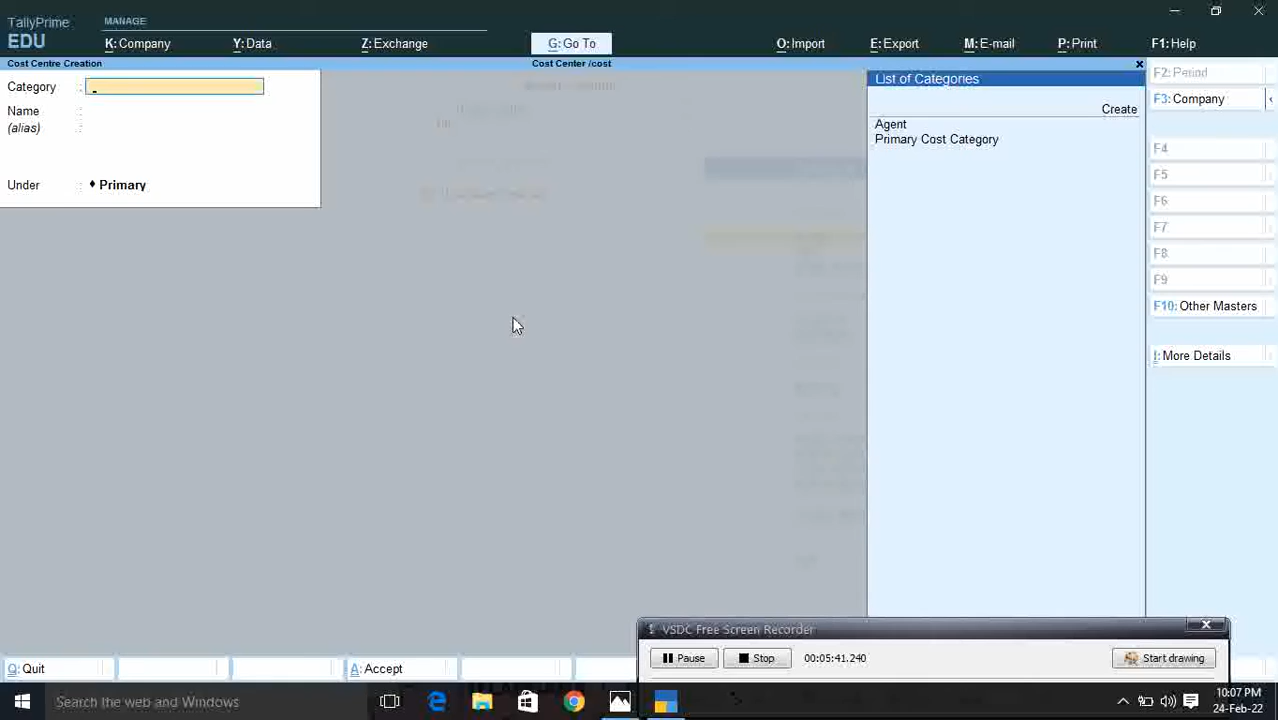 TallyPrime
MANAGE
EDU
K: Company
Y: Data
Z: Exchange
G: Go To
O: Import
E: Export
M: E-mail
P: Print
F1: Help
Cost Centre Creation
Cost Center /cost
Category :
Name :
(alias) :
Under : ♦ Primary
List of Categories
Create
Agent
Primary Cost Category
F2: Period
F3: Company
F4
F5
F6
F7
F8
F9
F10: Other Masters
I: More Details
Q: Quit
A: Accept
VSDC Free Screen Recorder
Pause
Stop
00:05:41.240
Start drawing
Search the web and Windows
10:07 PM
24-Feb-22